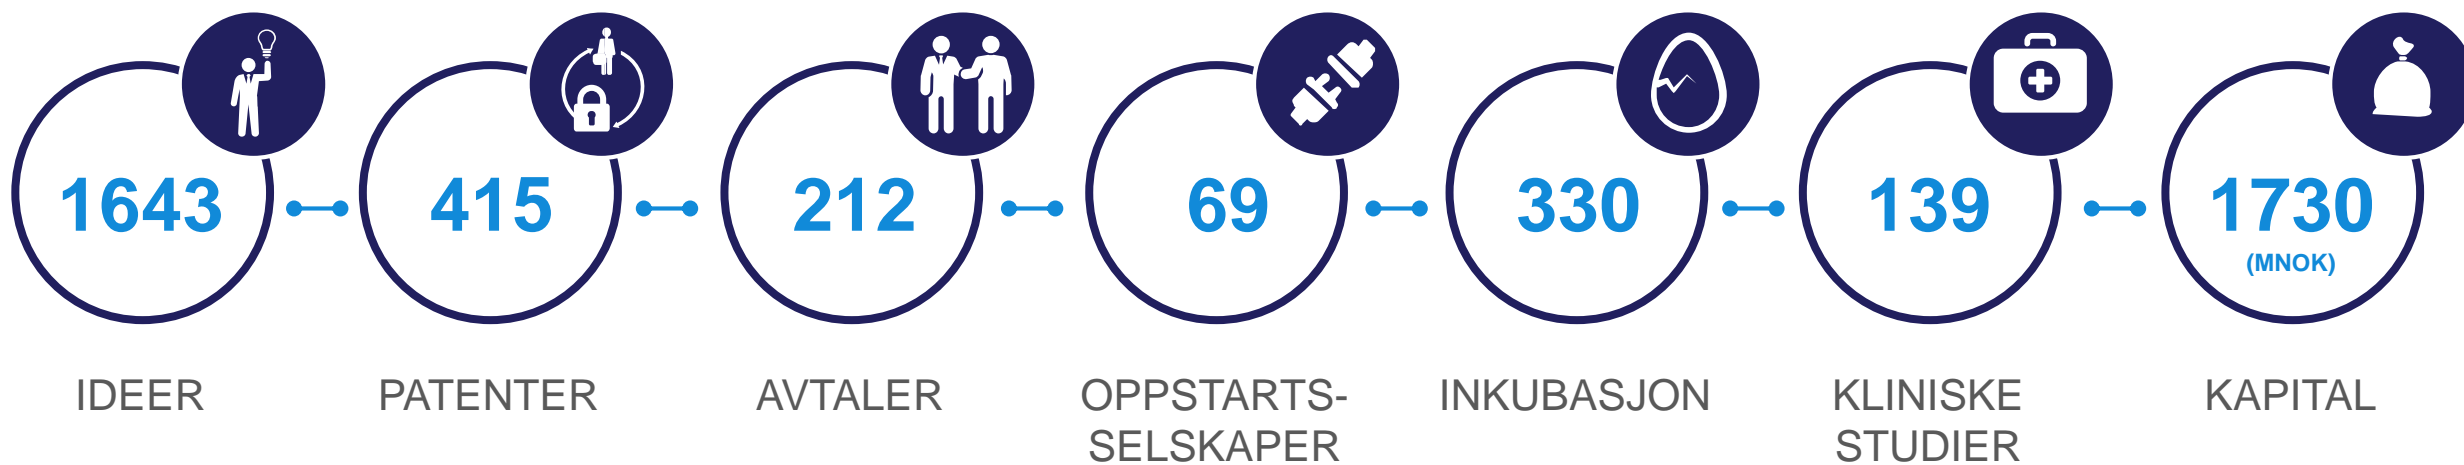 1643
415
212
69
330
139
1730
(MNOK)
IDEER
PATENTER
AVTALER
OPPSTARTS-
SELSKAPER
INKUBASJON
KLINISKE
STUDIER
KAPITAL